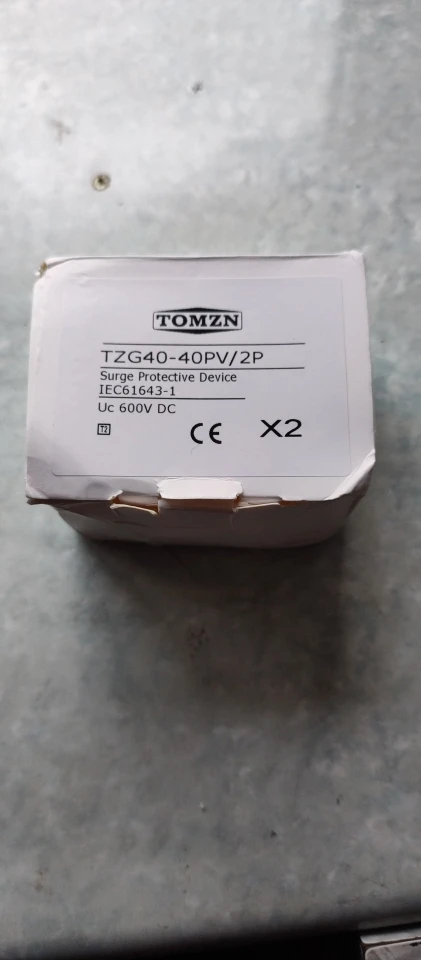 TOMZN
TZG40-40PV/2P
Surge Protective Device
IEC61643-1
Uc 600V DC
T2 CE X2